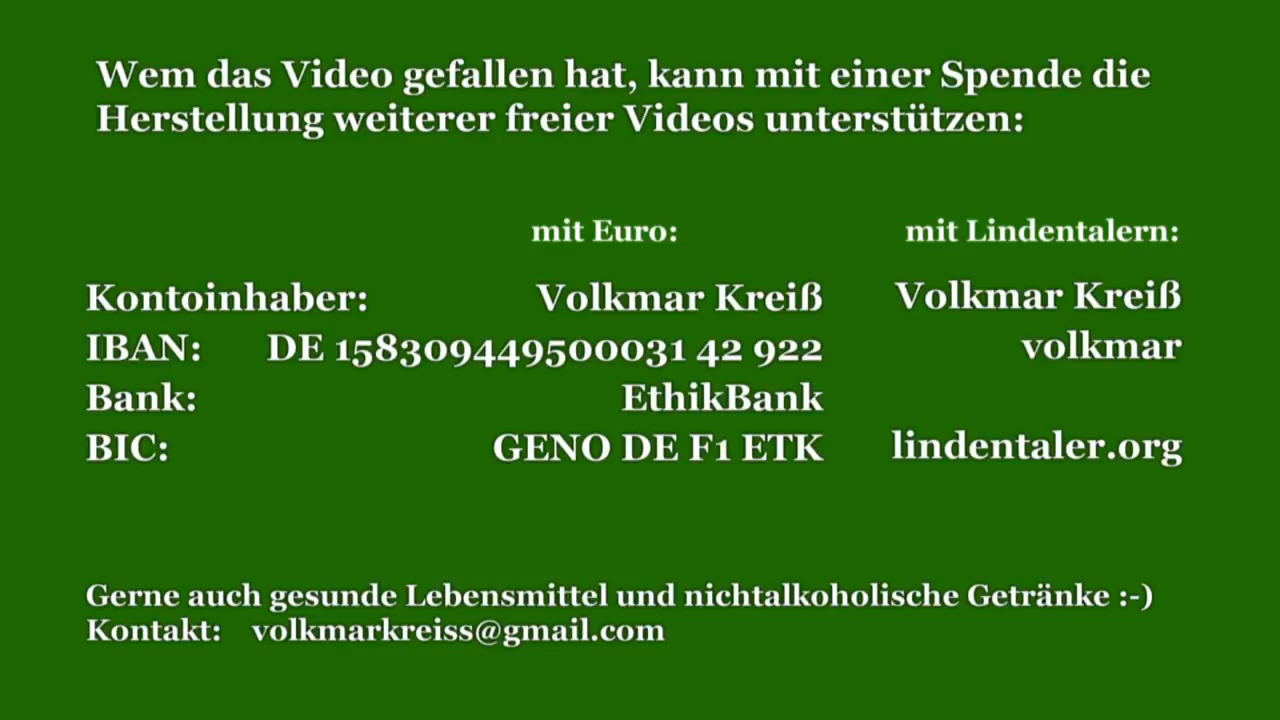 Wem das Video gefallen hat, kann mit einer Spende die
Herstellung weiterer freier Videos unterstützen:
mit Euro: mit Lindentalern:
Kontoinhaber: Volkmar Kreiß Volkmar Kreiß
IBAN: DE 158309449500031 42 922 volkmar
Bank: EthikBank
BIC: GENO DE F1 ETK lindentaler.org
Gerne auch gesunde Lebensmittel und nichtalkoholische Getränke :-)
Kontakt: volkmarkreiss@gmail.com